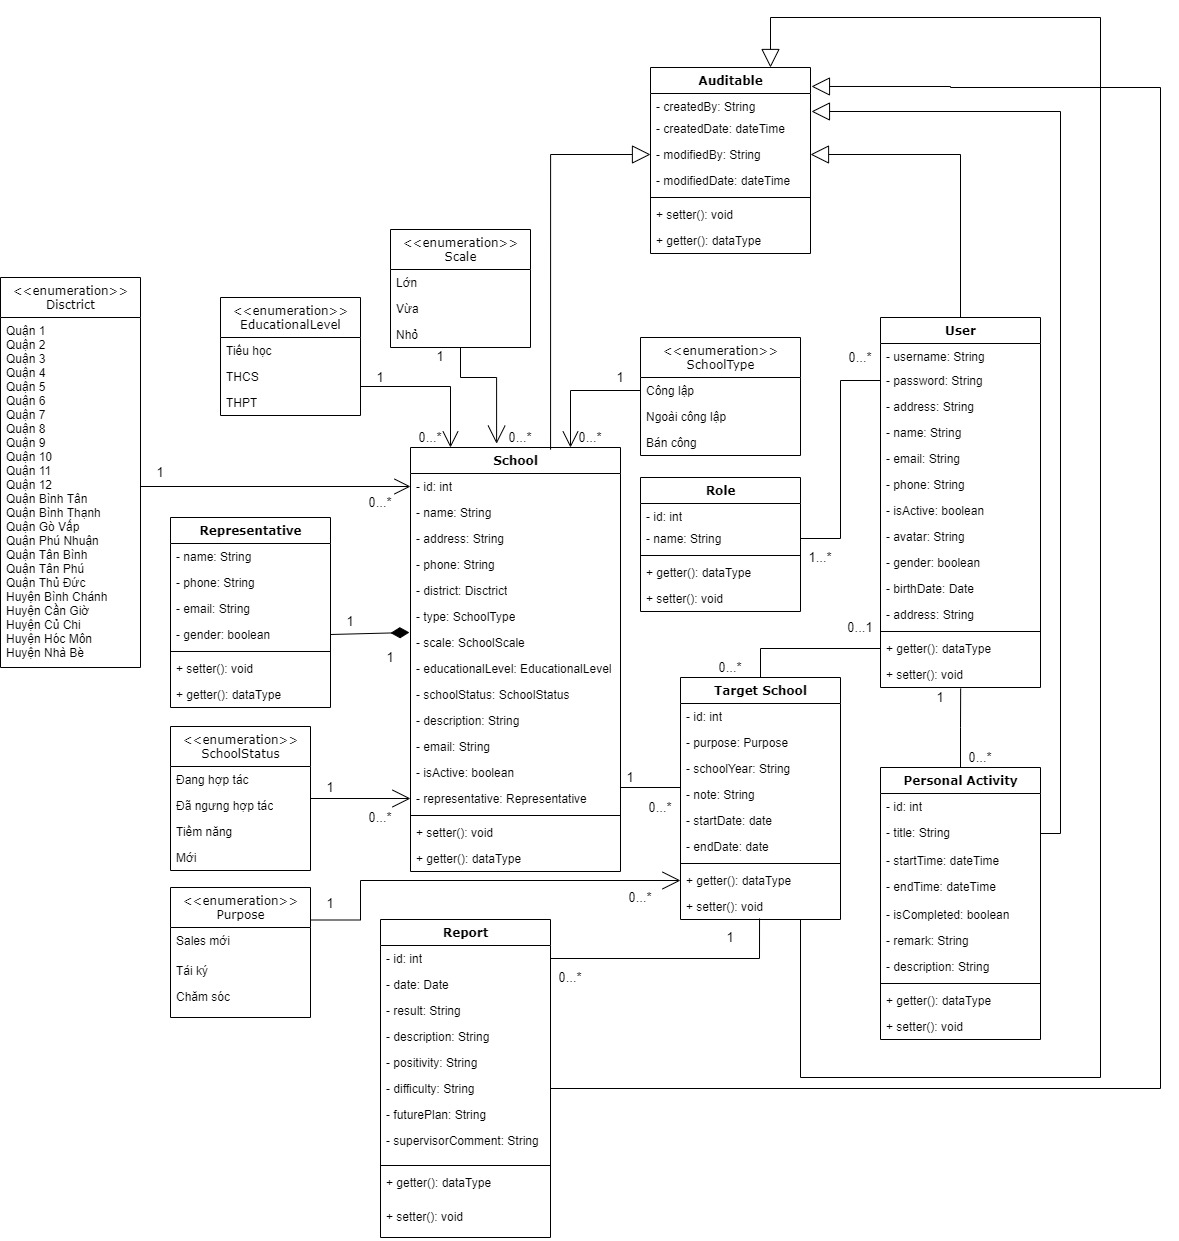 Auditable
- createdBy: String
- createdDate: dateTime
- modifiedBy: String
- modifiedDate: dateTime
+ setter(): void
+ getter(): dataType
<<enumeration>>
Scale
Lớn
Vừa
Nhỏ
1
0...*
<<enumeration>>
Disctrict
Quận 1
Quận 2
Quận 3
Quận 4
Quận 5
Quận 6
Quận 7
Quận 8
Quận 9
Quận 10
Quận 11
Quận 12
Quận Bình Tân
Quận Bình Thạnh
Quận Gò Vấp
Quận Phú Nhuận
Quận Tân Bình
Quận Tân Phú
Quận Thủ Đức
Huyện Bình Chánh
Huyện Cần Giờ
Huyện Củ Chi
Huyện Hóc Môn
Huyện Nhà Bè
1
0...*
<<enumeration>>
EducationalLevel
Tiểu học
THCS
THPT
1
0...*
<<enumeration>>
SchoolType
Công lập
Ngoài công lập
Bán công
1
0...*
User
- username: String
- password: String
- address: String
- name: String
- email: String
- phone: String
- isActive: boolean
- avatar: String
- gender: boolean
- birthDate: Date
- address: String
+ getter(): dataType
+ setter(): void
0...*
Role
- id: int
- name: String
+ getter(): dataType
+ setter(): void
1...*
School
- id: int
- name: String
- address: String
- phone: String
- district: Disctrict
- type: SchoolType
- scale: SchoolScale
- educationalLevel: EducationalLevel
- schoolStatus: SchoolStatus
- description: String
- email: String
- isActive: boolean
- representative: Representative
+ setter(): void
+ getter(): dataType
Representative
- name: String
- phone: String
- email: String
- gender: boolean
+ setter(): void
+ getter(): dataType
1
1
0...1
0...*
Target School
- id: int
- purpose: Purpose
- schoolYear: String
- note: String
- startDate: date
- endDate: date
+ getter(): dataType
+ setter(): void
1
0...*
1
0...*
Personal Activity
- id: int
- title: String
- startTime: dateTime
- endTime: dateTime
- isCompleted: boolean
- remark: String
- description: String
+ getter(): dataType
+ setter(): void
<<enumeration>>
SchoolStatus
Đang hợp tác
Đã ngưng hợp tác
Tiềm năng
Mới
1
0...*
<<enumeration>>
Purpose
Sales mới
Tái ký
Chăm sóc
1
0...*
Report
- id: int
- date: Date
- result: String
- description: String
- positivity: String
- difficulty: String
- futurePlan: String
- supervisorComment: String
+ getter(): dataType
+ setter(): void
1
0...*